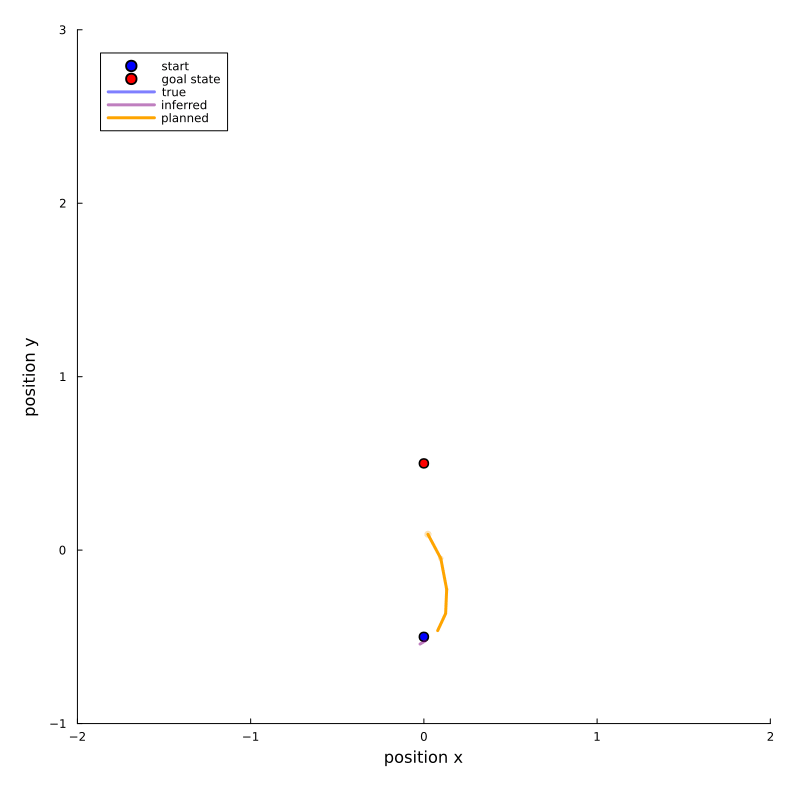 3
start
goal state
true
inferred
planned
2
position y
1
0
−1
−2
−1
0
1
2
position x